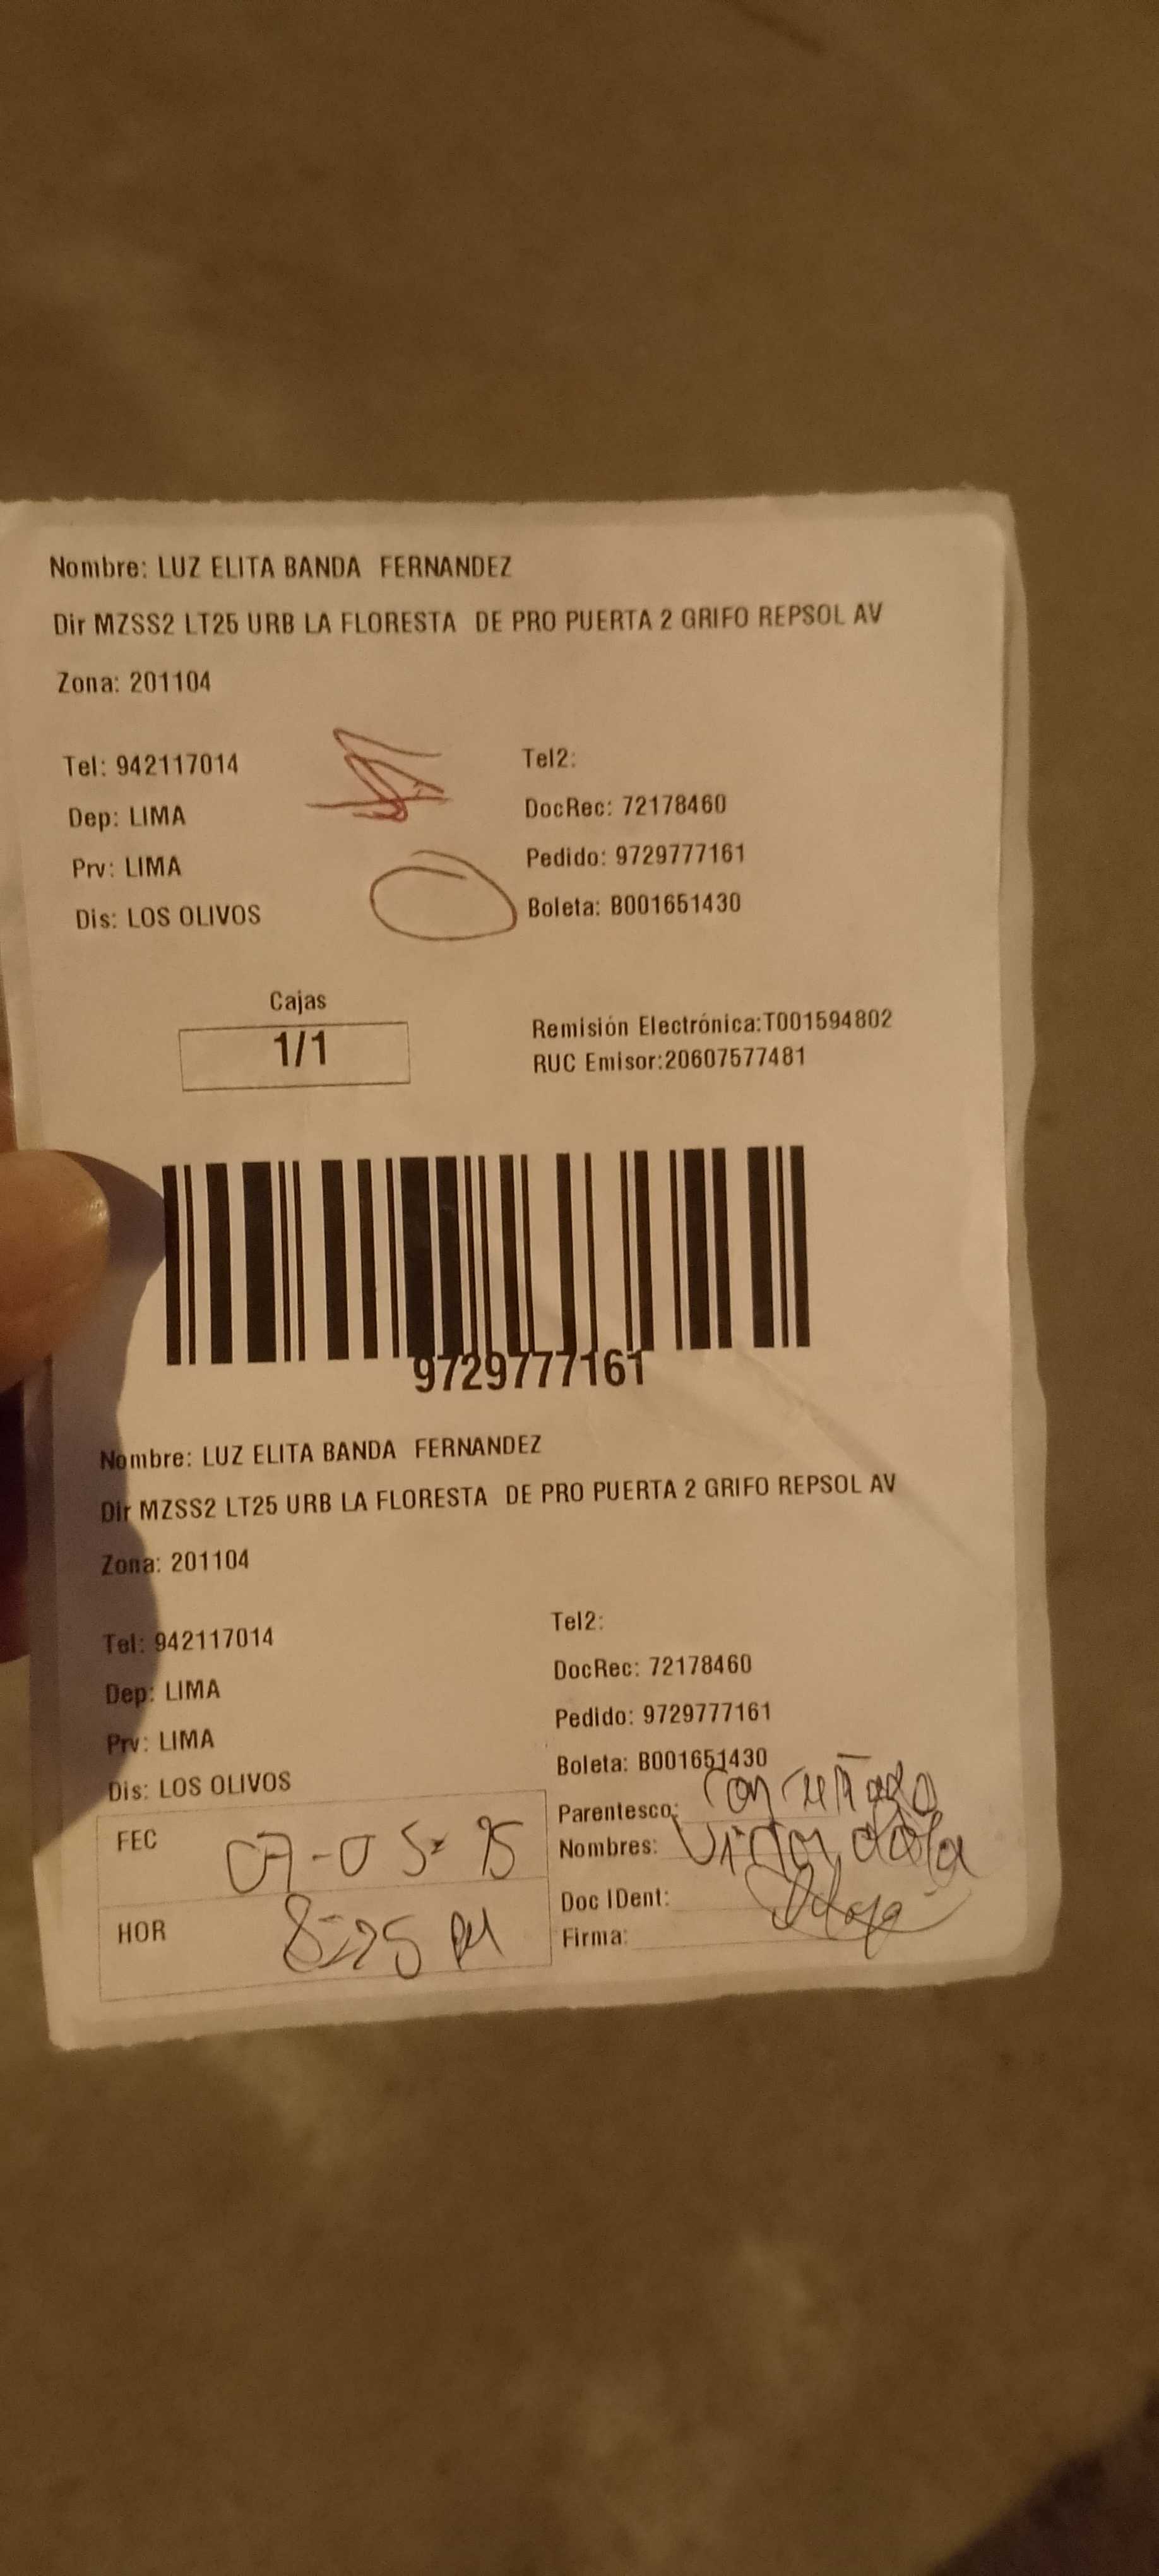 Nombre: LUZ ELITA BANDA FERNANDEZ
Dir MZSS2 LT25 URB LA FLORESTA DE PRO PUERTA 2 GRIFO REPSOL AV
Zona: 201104
Tel: 942117014
Tel2:
Dep: LIMA
DocRec: 72178460
Prv: LIMA
Pedido: 9729777161
Dis: LOS OLIVOS
Boleta: B001651430
Cajas
1/1
Remisión Electrónica:T001594802
RUC Emisor:20607577481
9729777161
Nombre: LUZ ELITA BANDA FERNANDEZ
Dir MZSS2 LT25 URB LA FLORESTA DE PRO PUERTA 2 GRIFO REPSOL AV
Zona: 201104
Tel: 942117014
Tel2:
Dep: LIMA
DocRec: 72178460
Prv: LIMA
Pedido: 9729777161
Dis: LOS OLIVOS
Boleta: B001651430
FEC
Parentesco:
Nombres: Victor
HOR 8:25 PM
Doc IDent:
Firma: